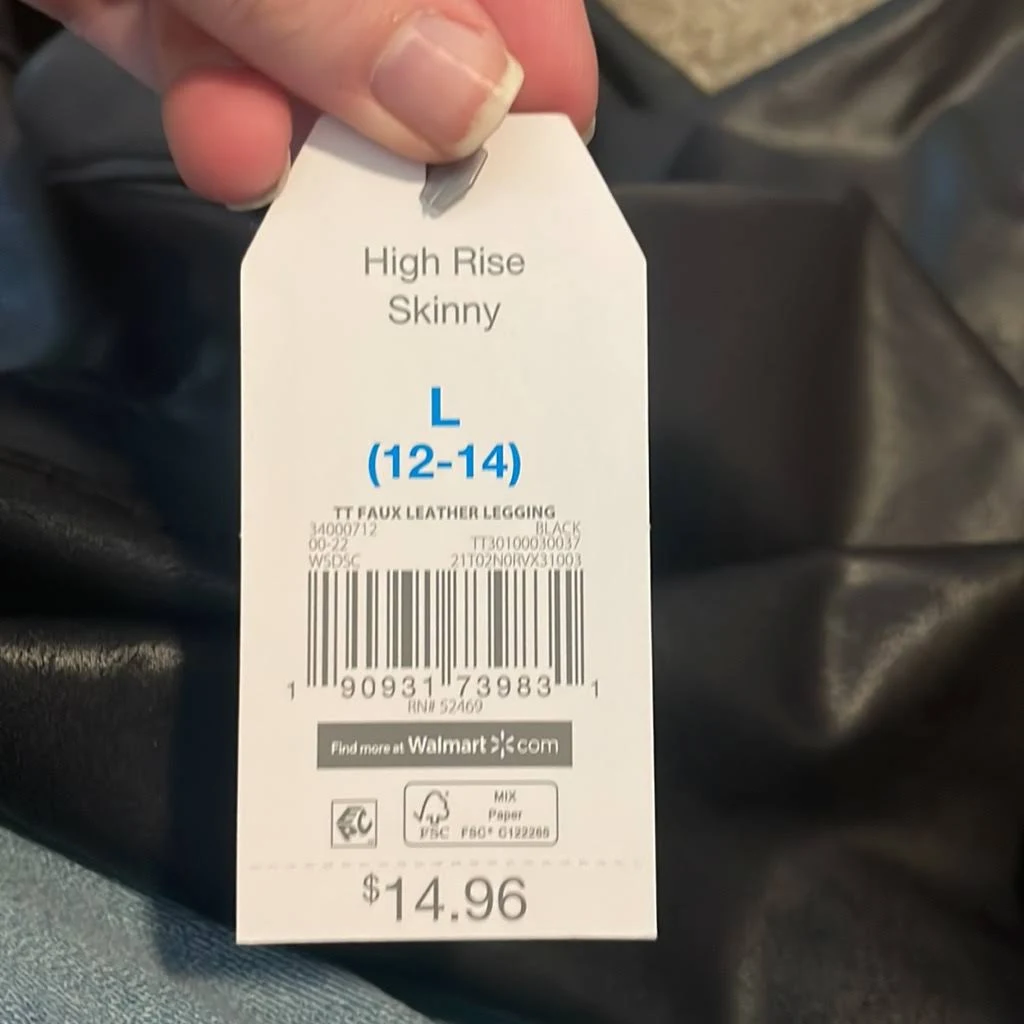 High Rise
Skinny
L
(12-14)
TT FAUX LEATHER LEGGING
34000712 BLACK
00-22 TT30100030037
WSDSC 21T02N0RVX31003
1 90931 73983 1
RN# 52469
Find more at Walmart com
FSC MIX
Paper
FSC® C122266
$14.96